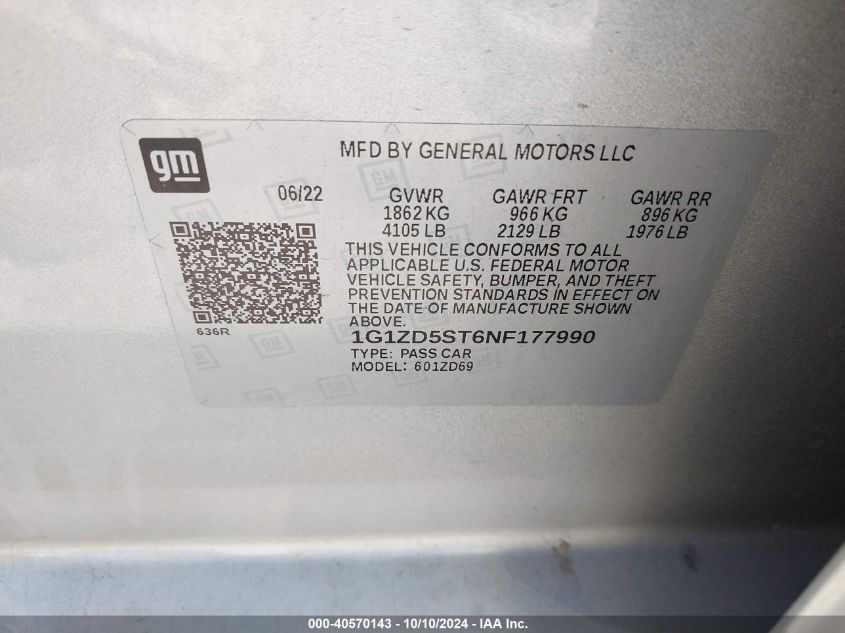 gm
MFD BY GENERAL MOTORS LLC
06/22 GVWR GAWR FRT GAWR RR
1862 KG 966 KG 896 KG
4105 LB 2129 LB 1976 LB
THIS VEHICLE CONFORMS TO ALL
APPLICABLE U.S. FEDERAL MOTOR
VEHICLE SAFETY, BUMPER, AND THEFT
PREVENTION STANDARDS IN EFFECT ON
THE DATE OF MANUFACTURE SHOWN
ABOVE.
636R
1G1ZD5ST6NF177990
TYPE: PASS CAR
MODEL: 601ZD69
000-40570143 - 10/10/2024 - IAA Inc.